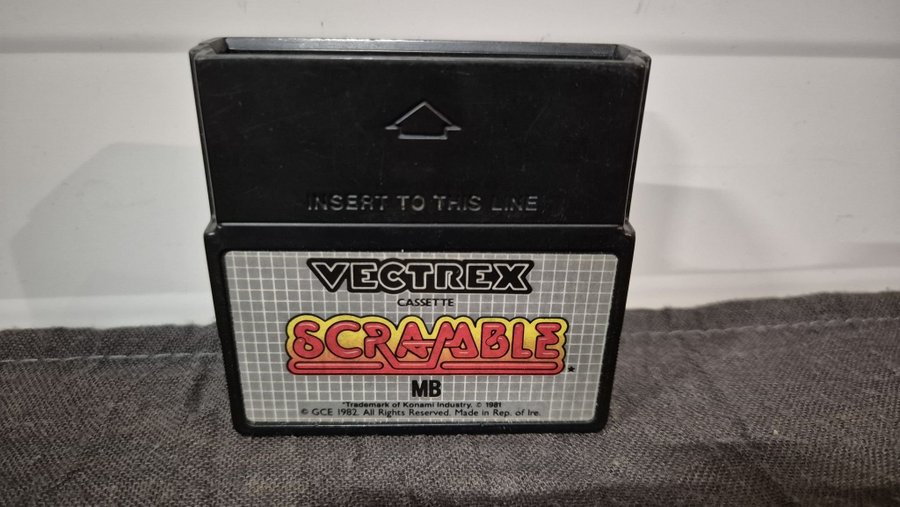 INSERT TO THIS LINE
VECTREX
CASSETTE
SCRAMBLE*
MB
*Trademark of Konami Industry. © 1981
© GCE 1982. All Rights Reserved. Made in Rep. of Ire.